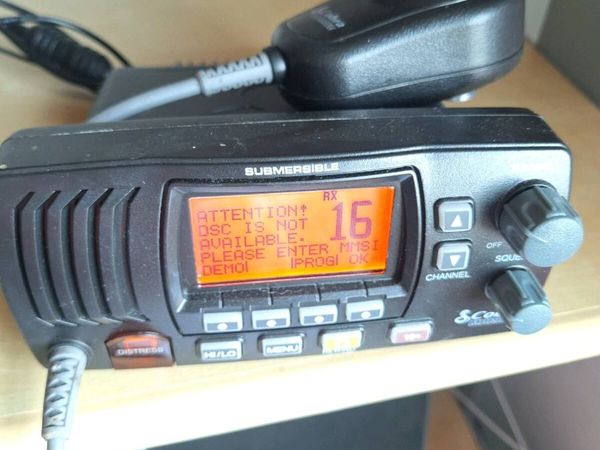 SUBMERSIBLE
RX
ATTENTION!
DSC IS NOT
AVAILABLE.
16
PLEASE ENTER MMSI
DEMO| |PROG| OK
OFF
CHANNEL
DISTRESS
HI/LO
MENU